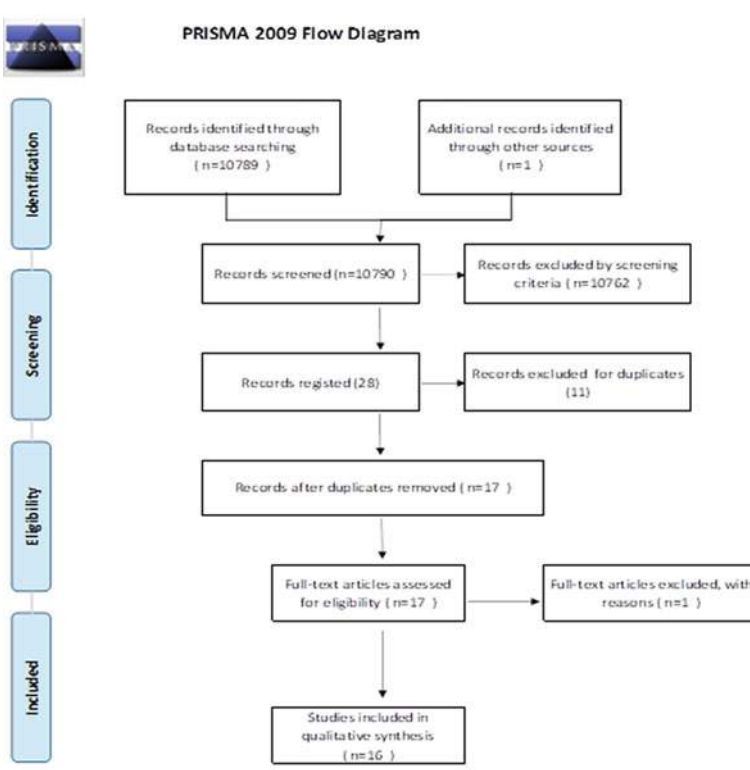 PRISMA
PRISMA 2009 Flow Diagram
Identification
Records identified through
database searching
( n=10789 )
Additional records identified
through other sources
( n=1 )
Records screened (n=10790 )
Records excluded by screening
criteria ( n=10762 )
Screening
Records registed (28)
Records excluded for duplicates
(11)
Eligibility
Records after duplicates removed ( n=17 )
Full-text articles assessed
for eligibility ( n=17 )
Full-text articles excluded, with
reasons ( n=1 )
Included
Studies included in
qualitative synthesis
( n=16 )